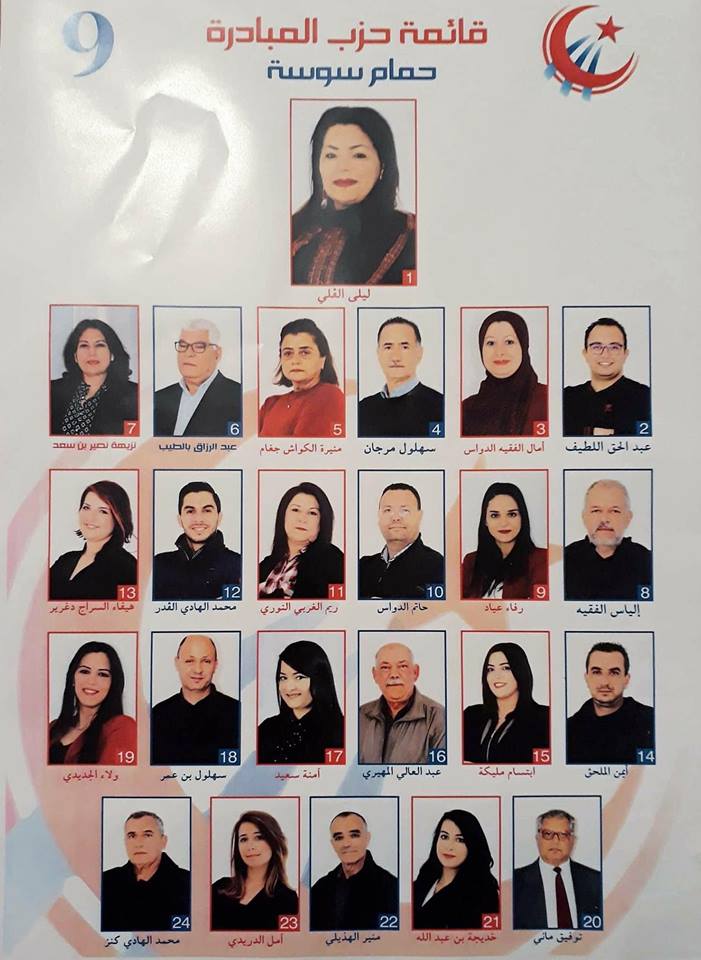 9
قائمة حزب المبادرة
حمام سوسة
1
ليلى القلي
2
عبد الحق اللطيف
3
أمال الفقيه الدواس
4
سهلول مرجان
5
منيرة الكواش جغام
6
عبد الرزاق بالطيب
7
نزيهة نصير بن سعد
8
إلياس الفقيه
9
رفاء عياد
10
حاتم الدواس
11
ريم الغربي النوري
12
محمد الهادي القدر
13
هيفاء السراج دغرير
14
أيمن الملحق
15
ابتسام مليكة
16
عبد العالي المهيري
17
أمنة سعيد
18
سهلول بن عمر
19
ولاء الجديدي
20
توفيق ماني
21
خديجة بن عبد الله
22
منير الهذيلي
23
أمل الدريدي
24
محمد الهادي كنز